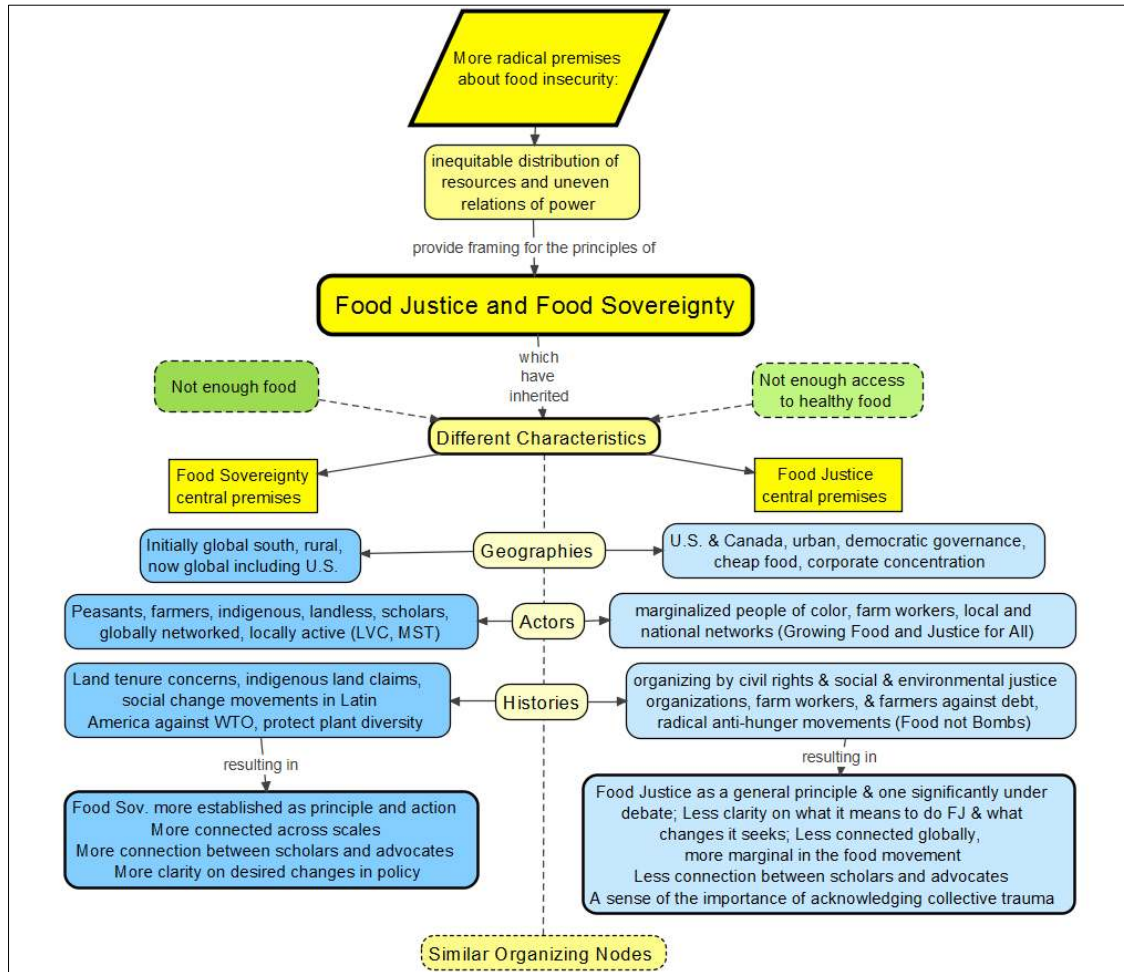 More radical premises
about food insecurity:
inequitable distribution of
resources and uneven
relations of power
provide framing for the principles of
Food Justice and Food Sovereignty
which
have
inherited
Not enough food
Not enough access
to healthy food
Different Characteristics
Food Sovereignty
central premises
Food Justice
central premises
Initially global south, rural,
now global including U.S.
Geographies
U.S. & Canada, urban, democratic governance,
cheap food, corporate concentration
Peasants, farmers, indigenous, landless, scholars,
globally networked, locally active (LVC, MST)
Actors
marginalized people of color, farm workers, local and
national networks (Growing Food and Justice for All)
Land tenure concerns, indigenous land claims,
social change movements in Latin
America against WTO, protect plant diversity
Histories
organizing by civil rights & social & environmental justice
organizations, farm workers, & farmers against debt,
radical anti-hunger movements (Food not Bombs)
resulting in
resulting in
Food Sov. more established as principle and action
More connected across scales
More connection between scholars and advocates
More clarity on desired changes in policy
Food Justice as a general principle & one significantly under
debate; Less clarity on what it means to do FJ & what
changes it seeks; Less connected globally,
more marginal in the food movement
Less connection between scholars and advocates
A sense of the importance of acknowledging collective trauma
Similar Organizing Nodes